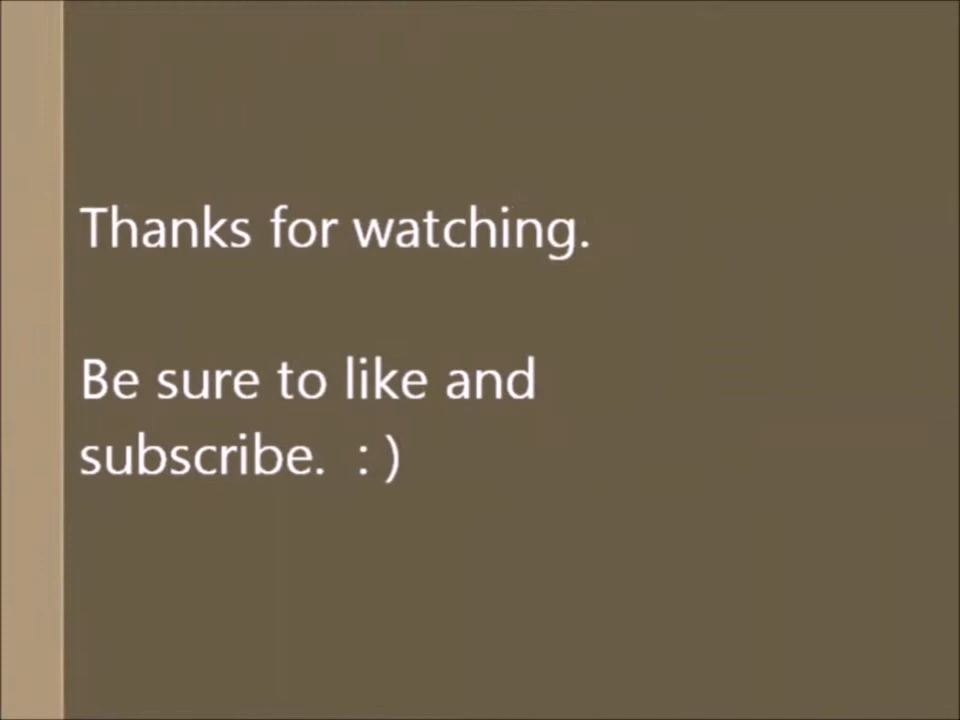 Thanks for watching.
Be sure to like and
subscribe.  : )